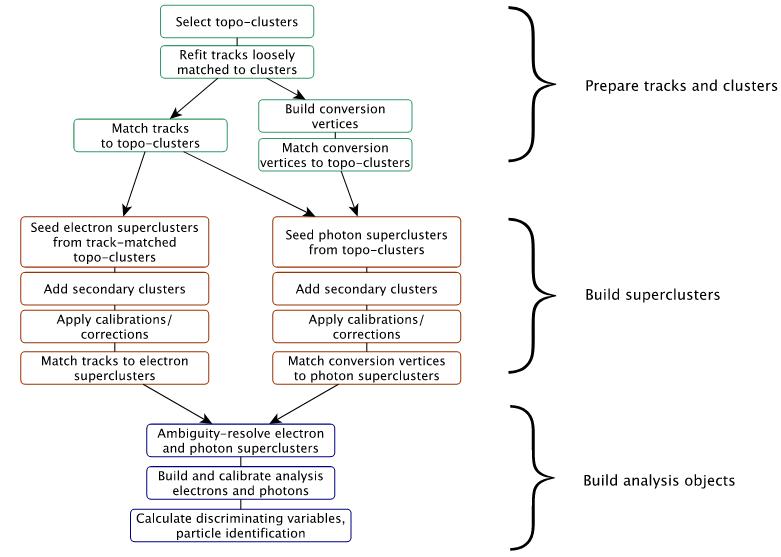 Select topo-clusters
Refit tracks loosely
matched to clusters
Build conversion
vertices
Match tracks
to topo-clusters
Match conversion
vertices to topo-clusters
Prepare tracks and clusters
Seed electron superclusters
from track-matched
topo-clusters
Add secondary clusters
Apply calibrations/
corrections
Match tracks to electron
superclusters
Seed photon superclusters
from topo-clusters
Add secondary clusters
Apply calibrations/
corrections
Match conversion vertices
to photon superclusters
Build superclusters
Ambiguity-resolve electron
and photon superclusters
Build and calibrate analysis
electrons and photons
Calculate discriminating variables,
particle identification
Build analysis objects